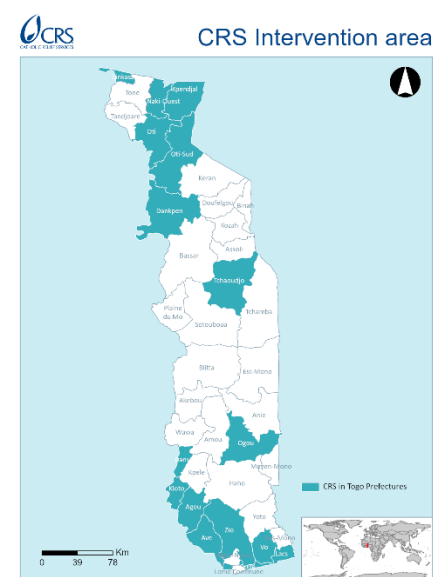 CRS
CATHOLIC RELIEF SERVICES
CRS Intervention area
Tone
Kpendjal
Naki Ouest
Tandjoare
Oti
Oti-Sud
Keran
Doufelgou
Binah
Dankpen
Kozah
Assoli
Bassar
Tchaoudjo
Plaine
du Mo
Tchamba
Sotouboua
Blitta
Est-Mono
Akebou
Anie
Wawa
Amou
Ogou
Moyen-Mono
Kpele
Haho
Kloto
Agou
Yoto
Zio
Ave
Vo
Lacs
CRS in Togo Prefectures
Km
0 39 78